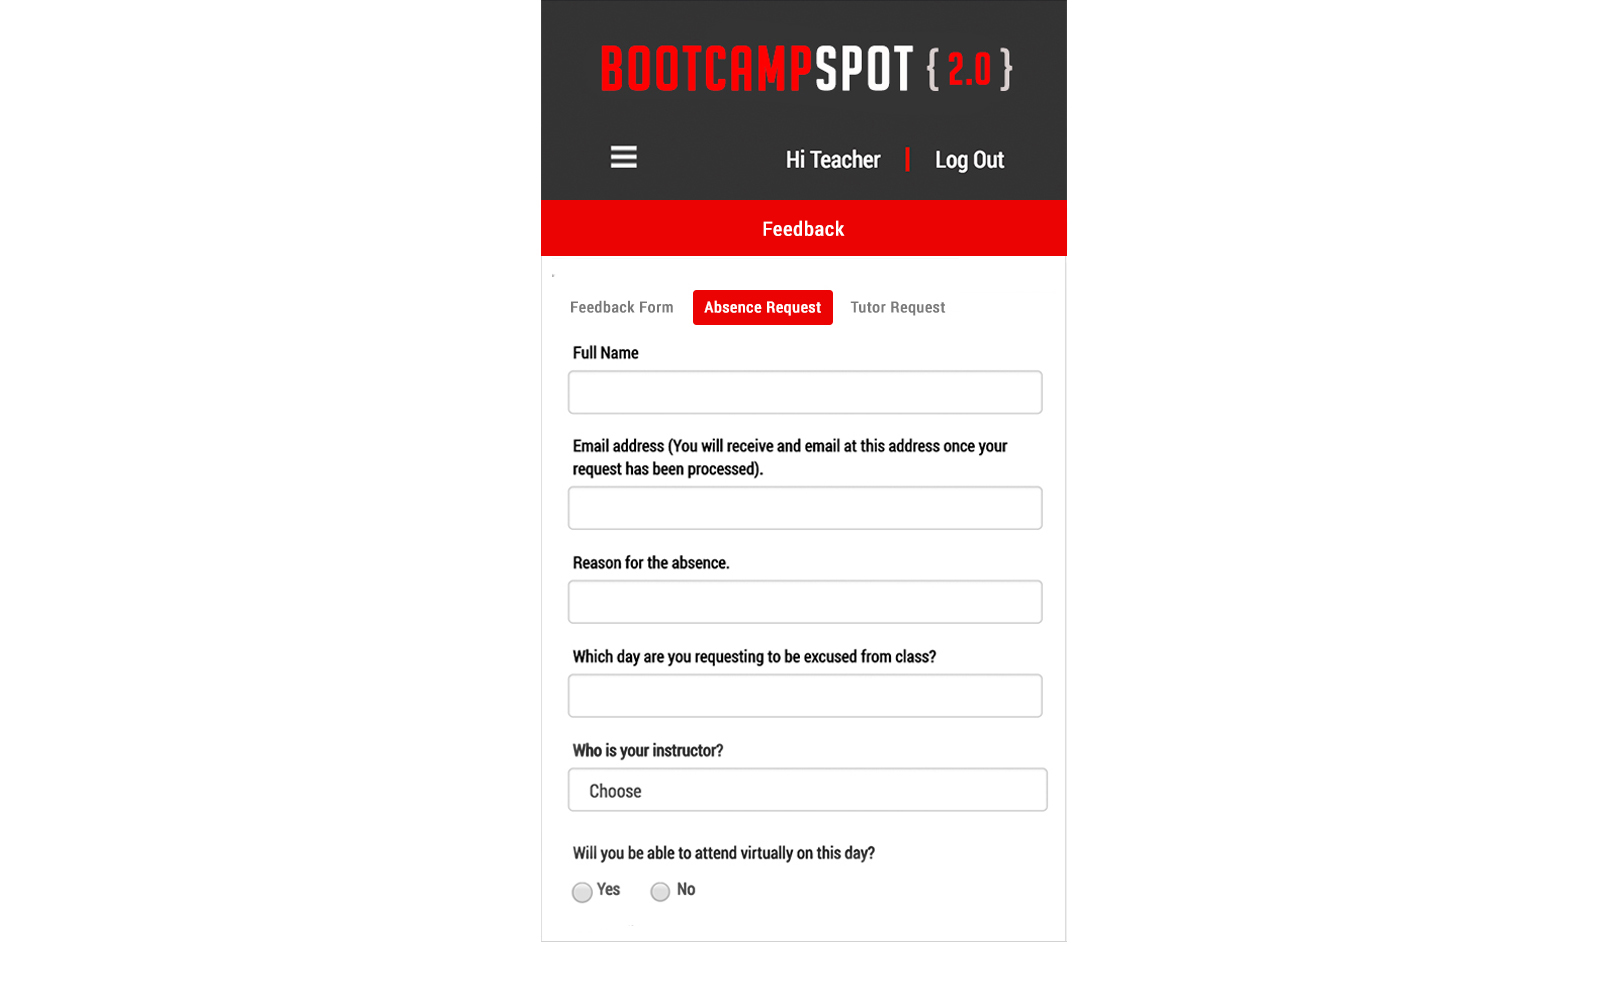 BOOTCAMPSPOT { 2.0 }
Hi Teacher | Log Out
Feedback
Feedback Form Absence Request Tutor Request
Full Name
Email address (You will receive and email at this address once your
request has been processed).
Reason for the absence.
Which day are you requesting to be excused from class?
Who is your instructor?
Choose
Will you be able to attend virtually on this day?
Yes No